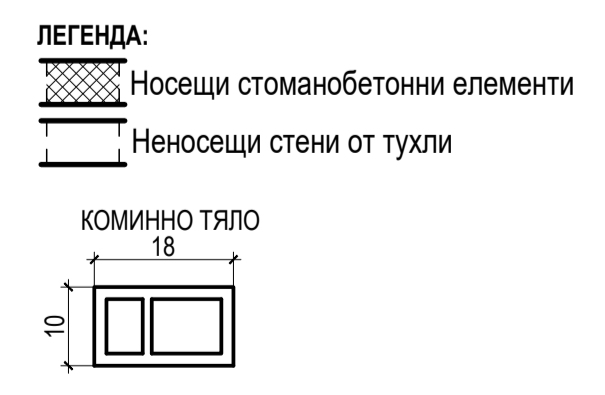 ЛЕГЕНДА:
Носещи стоманобетонни елементи
Неносещи стени от тухли
КОМИННО ТЯЛО
18
10